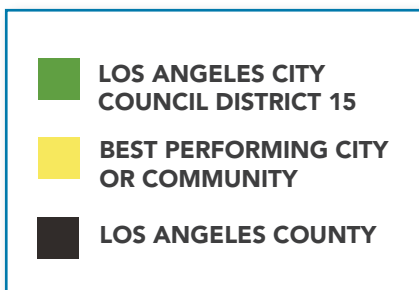 LOS ANGELES CITY
COUNCIL DISTRICT 15
BEST PERFORMING CITY
OR COMMUNITY
LOS ANGELES COUNTY